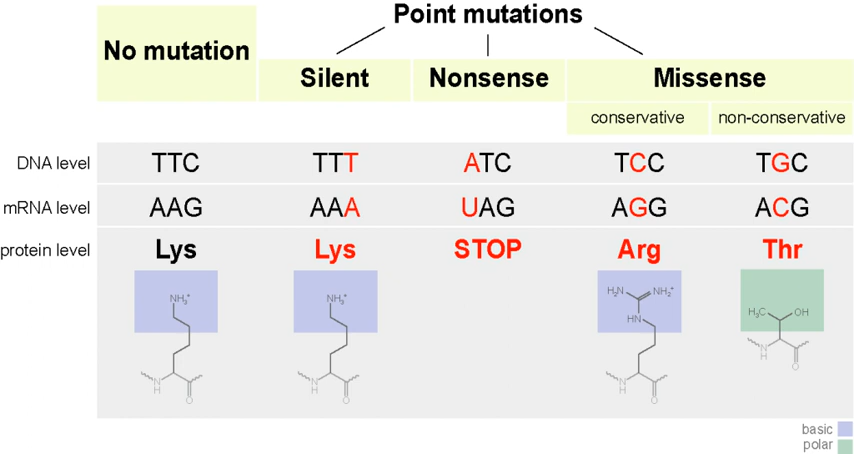 Point mutations
No mutation
Silent Nonsense Missense
conservative non-conservative
DNA level TTC TTT ATC TCC TGC
mRNA level AAG AAA UAG AGG ACG
protein level Lys Lys STOP Arg Thr
NH₃⁺ NH₃⁺ H₂N NH₂⁺
HN H₃C OH
N H O N H O N H O N H O
basic
polar